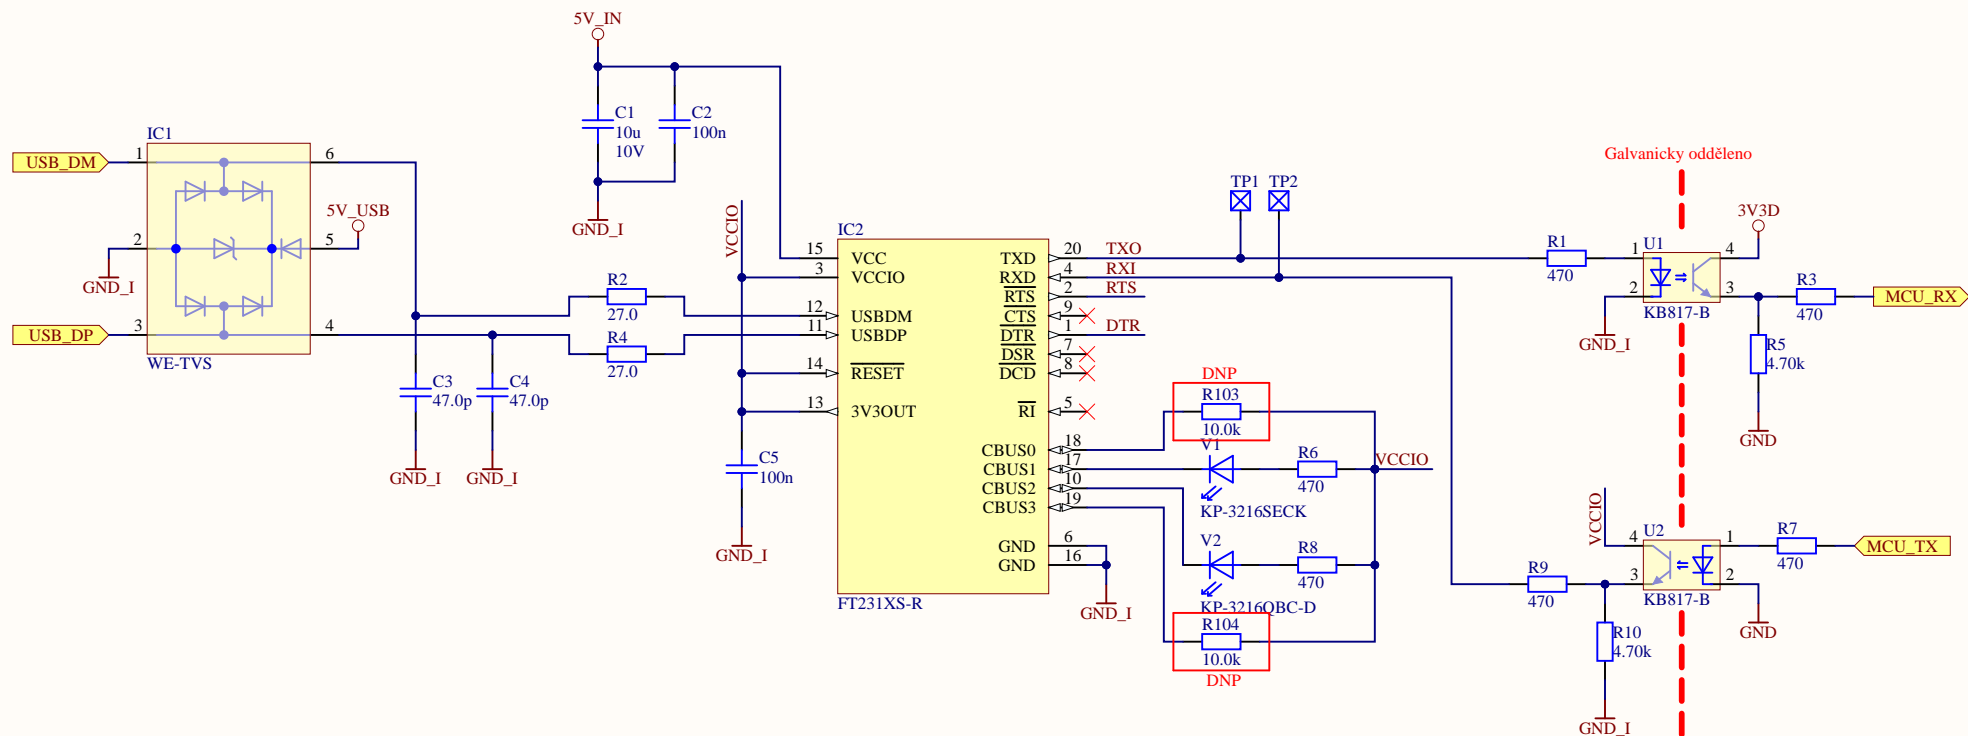 5V_IN
C1
10u
10V
C2
100n
GND_I
IC1
USB_DM
1
6
5V_USB
2
5
GND_I
USB_DP
3
4
WE-TVS
C3
47.0p
C4
47.0p
GND_I
GND_I
R2
27.0
R4
27.0
VCCIO
C5
100n
GND_I
IC2
15
VCC
3
VCCIO
12
USBDM
11
USBDP
14
RESET
13
3V3OUT
TXD
20
TXO
RXD
4
RXI
RTS
2
RTS
CTS
9
DTR
1
DTR
DSR
7
DCD
8
RI
5
CBUS0
18
CBUS1
17
CBUS2
10
CBUS3
19
GND
6
GND
16
FT231XS-R
GND_I
TP1
TP2
DNP
R103
10.0k
V1
KP-3216SECK
R6
470
VCCIO
V2
KP-3216QBC-D
R8
470
R104
10.0k
DNP
Galvanicky odděleno
R1
470
U1
1
4
2
3
KB817-B
GND_I
3V3D
R3
470
MCU_RX
R5
4.70k
GND
VCCIO
U2
4
1
3
2
KB817-B
R7
470
MCU_TX
GND
R9
470
R10
4.70k
GND_I